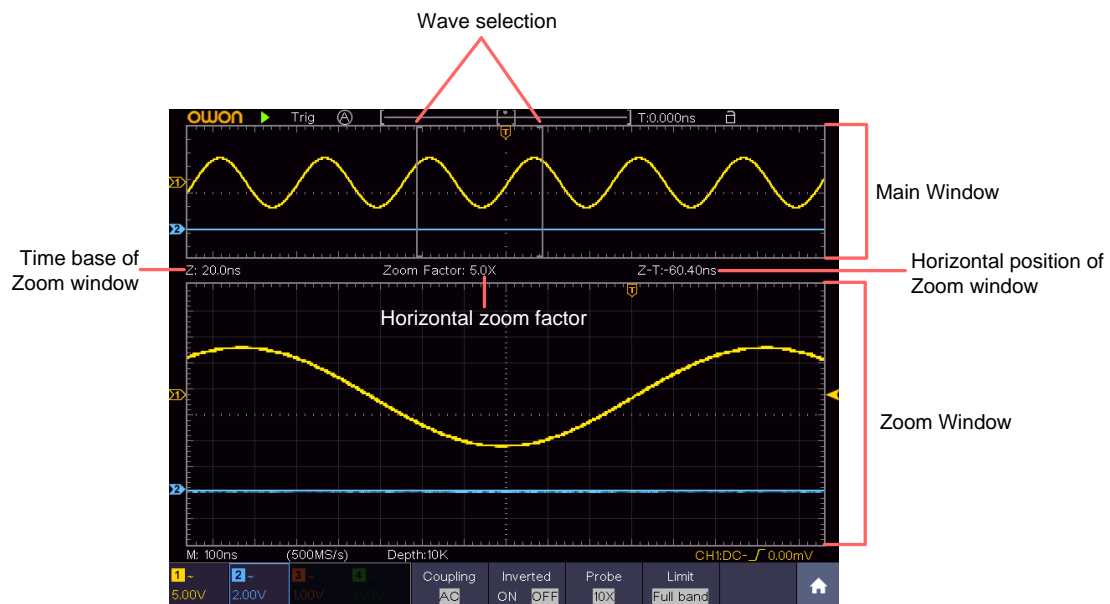 Wave selection
owon Trig A T:0.000ns
T
1
2
Main Window
Time base of
Zoom window
Z: 20.0ns Zoom Factor: 5.0X Z-T:-60.40ns
Horizontal position of
Zoom window
T
Horizontal zoom factor
1
Zoom Window
2
M: 100ns (500MS/s) Depth:10K CH1:DC- 0.00mV
1 ~ 2 ~ 3 ~ 4 ~ Coupling Inverted Probe Limit
5.00V 2.00V 1.00V AC ON OFF 10X Full band